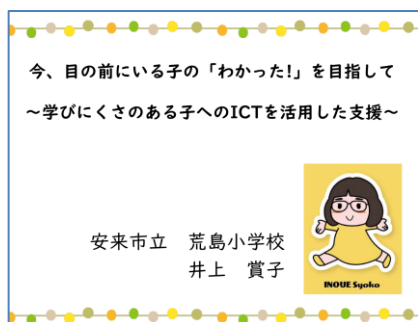 今、目の前にいる子の「わかった!」を目指して
～学びにくさのある子へのICTを活用した支援～
安来市立　荒島小学校
井上　賞子
INOUE Syoko